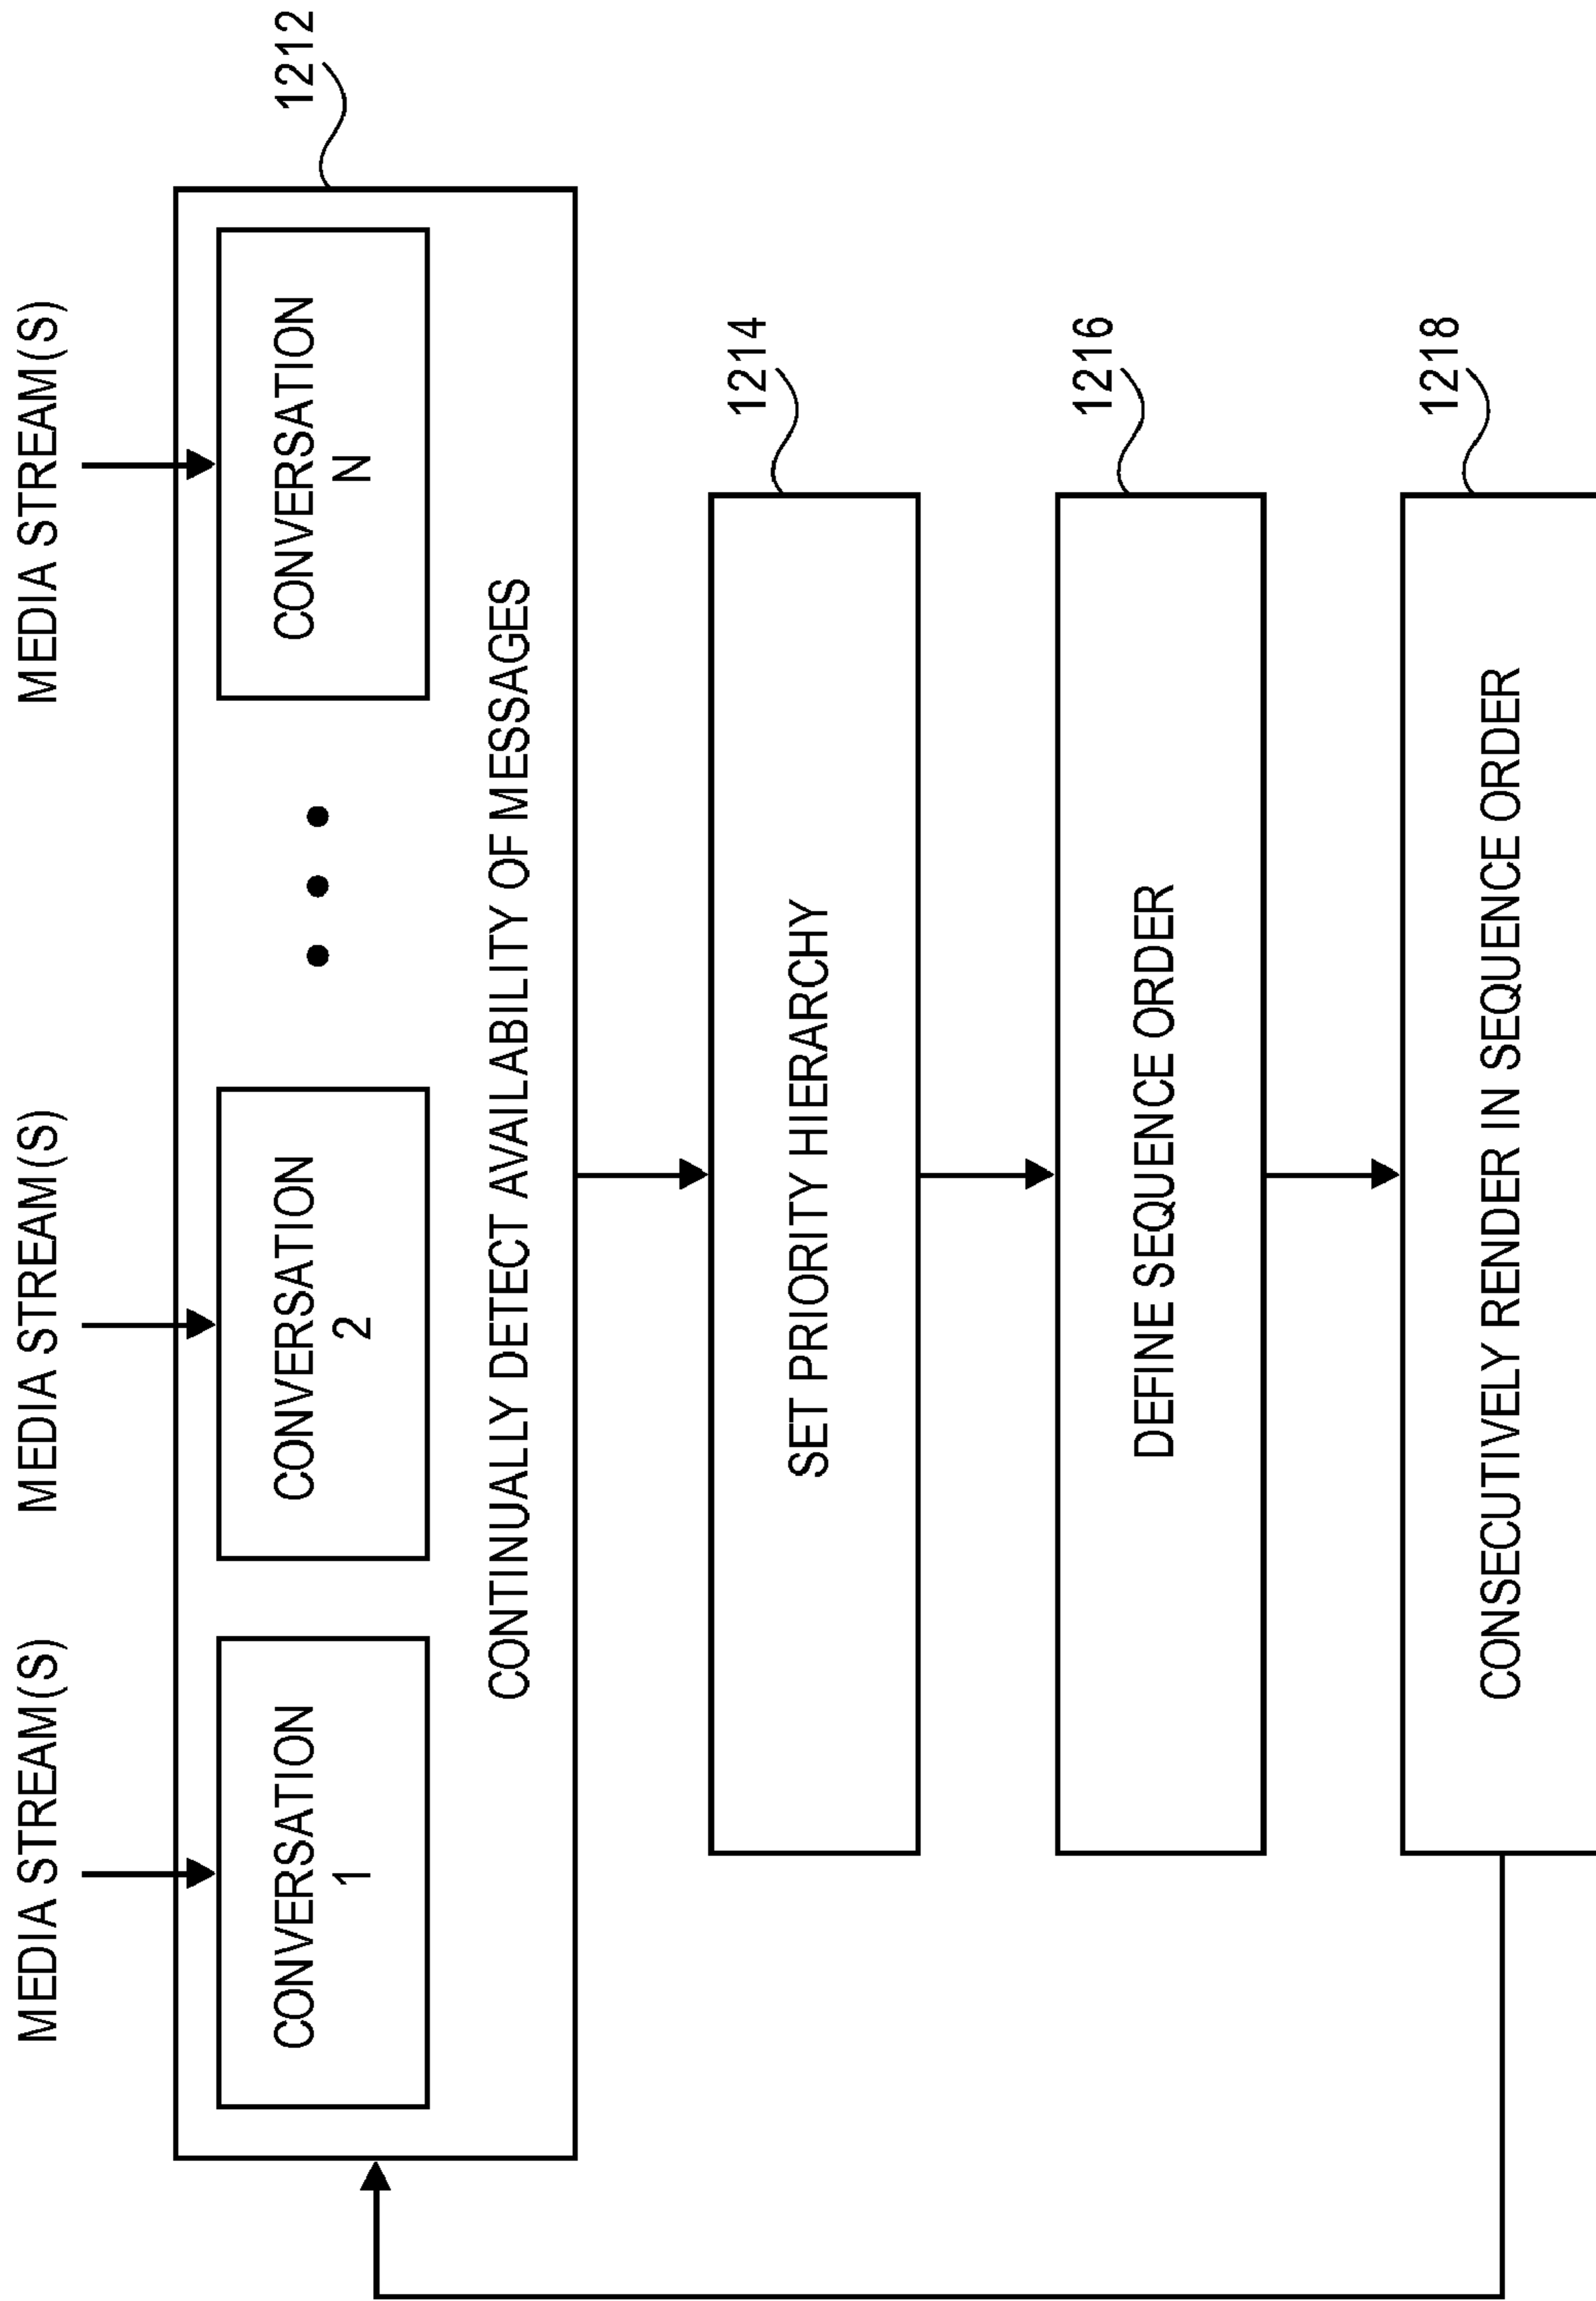 MEDIA STREAM(S)
MEDIA STREAM(S)
MEDIA STREAM(S)
1212
CONVERSATION
1
CONVERSATION
2
CONVERSATION
N
CONTINUALLY DETECT AVAILABILITY OF MESSAGES
1214
SET PRIORITY HIERARCHY
1216
DEFINE SEQUENCE ORDER
1218
CONSECUTIVELY RENDER IN SEQUENCE ORDER